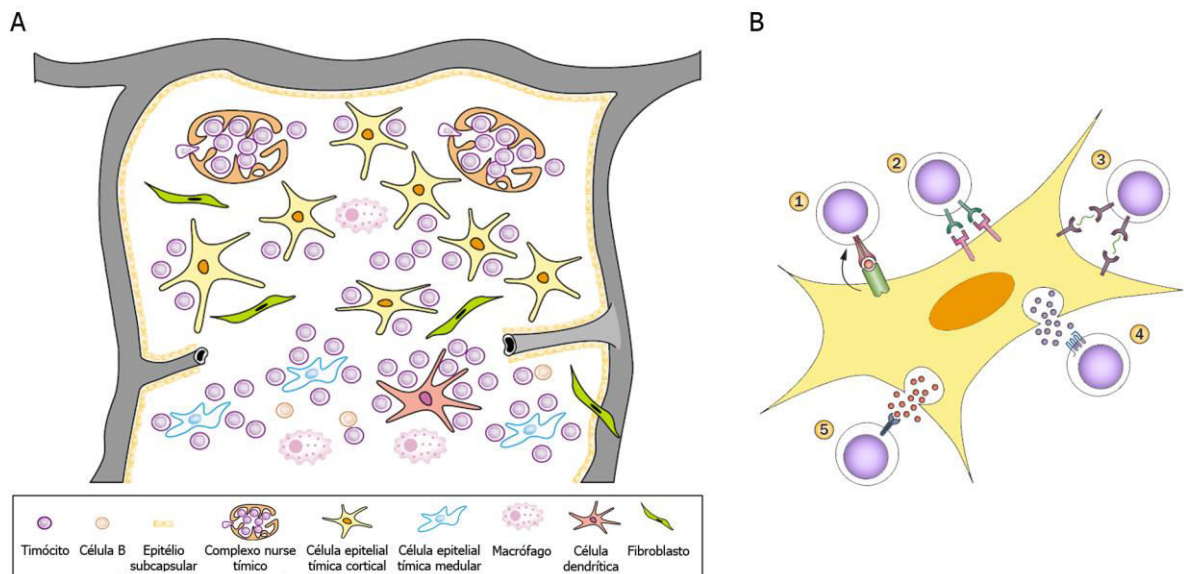 A
B
1
2
3
4
5
Timócito
Célula B
Epitélio
subcapsular
Complexo nurse
tímico
Célula epitelial
tímica cortical
Célula epitelial
tímica medular
Macrófago
Célula
dendrítica
Fibroblasto